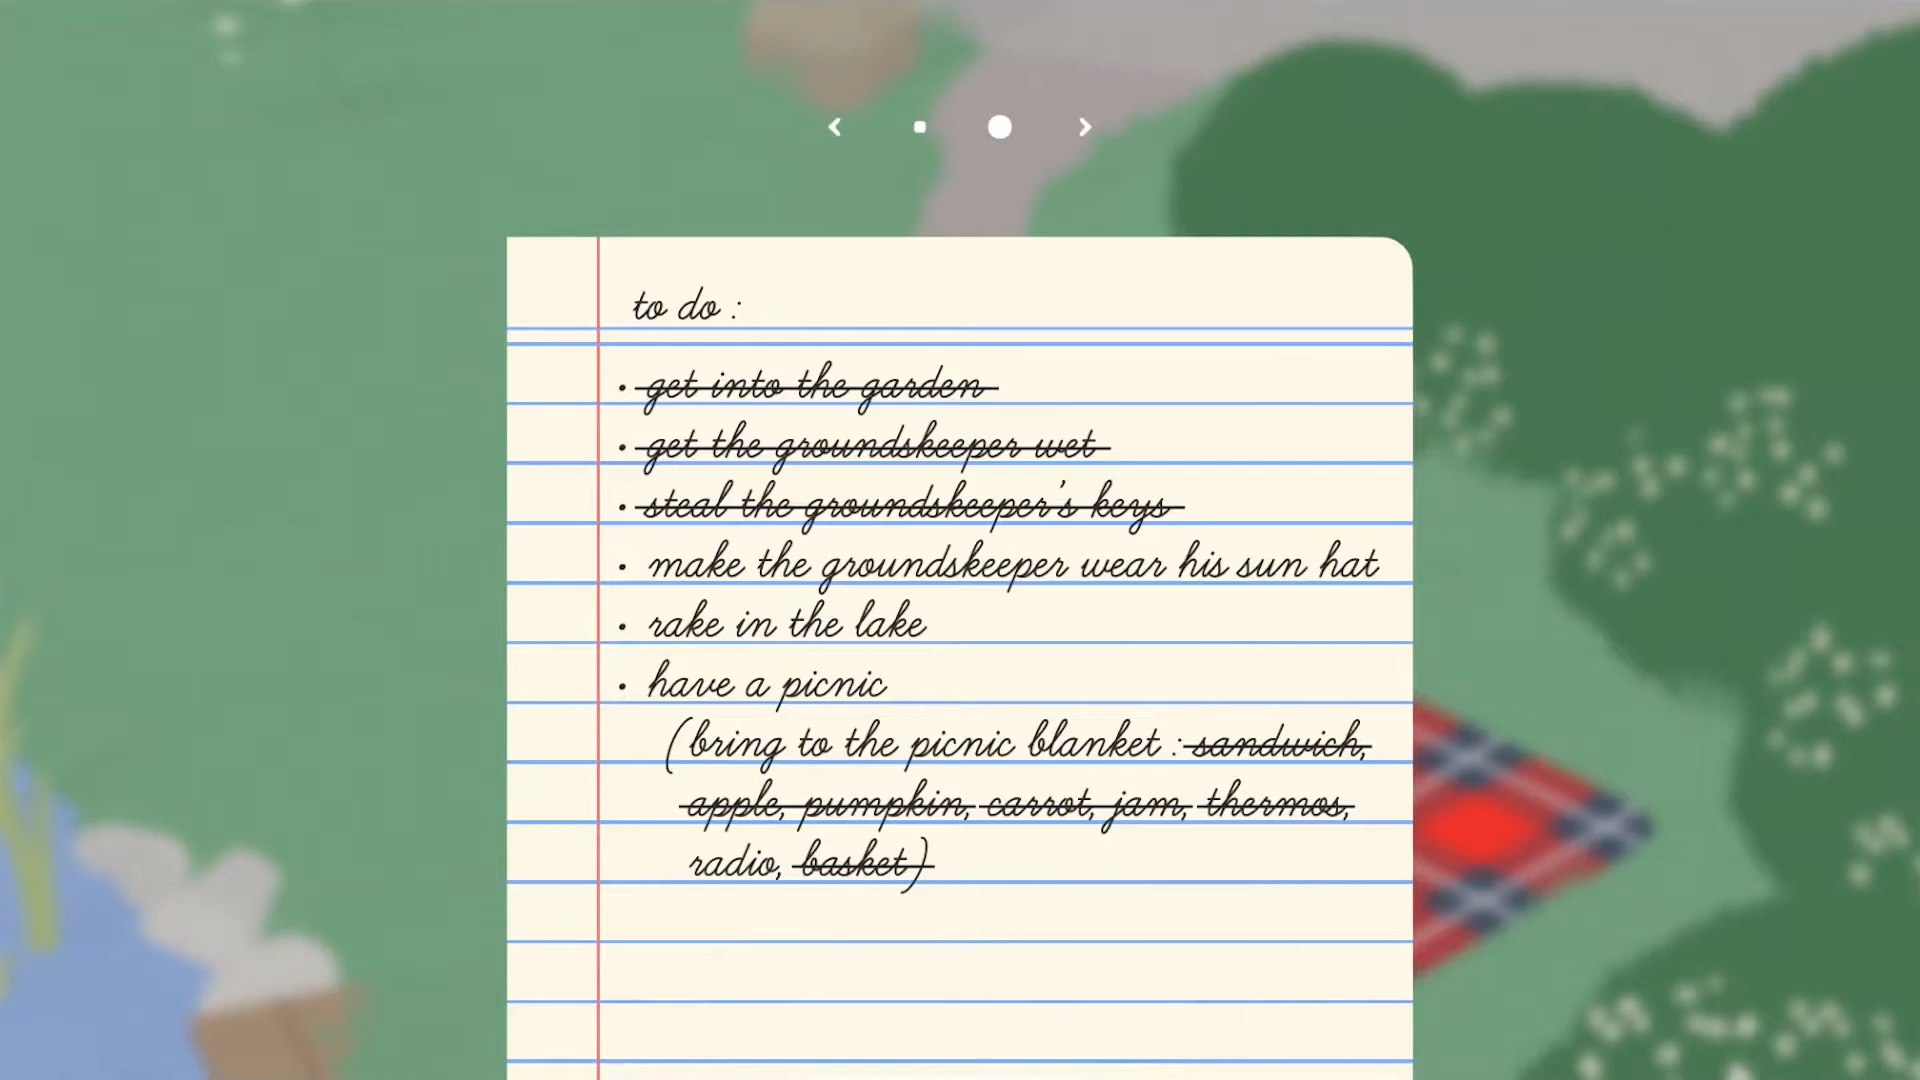 to do :
• get into the garden
• get the groundskeeper wet
• steal the groundskeeper's keys
• make the groundskeeper wear his sun hat
• rake in the lake
• have a picnic
(bring to the picnic blanket : sandwich,
apple, pumpkin, carrot, jam, thermos,
radio, basket)